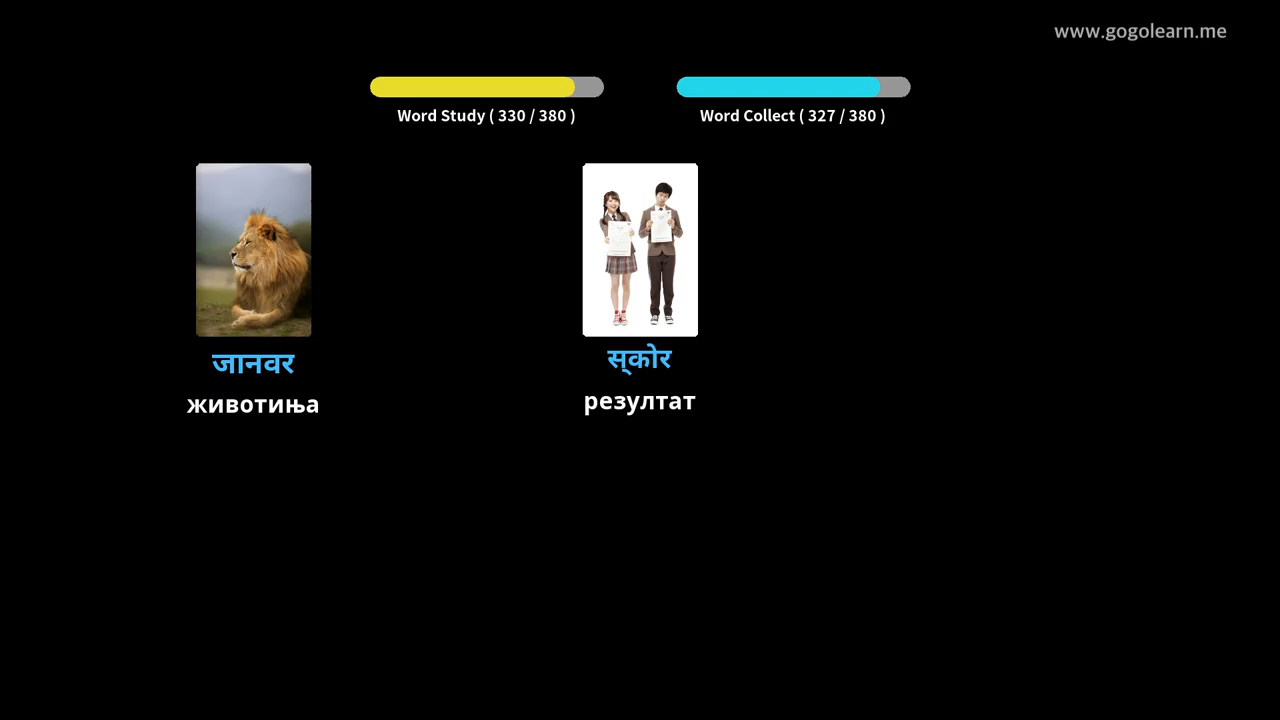 www.gogolearn.me
Word Study ( 330 / 380 )
Word Collect ( 327 / 380 )
जानवर
животиња
स्कोर
резултат